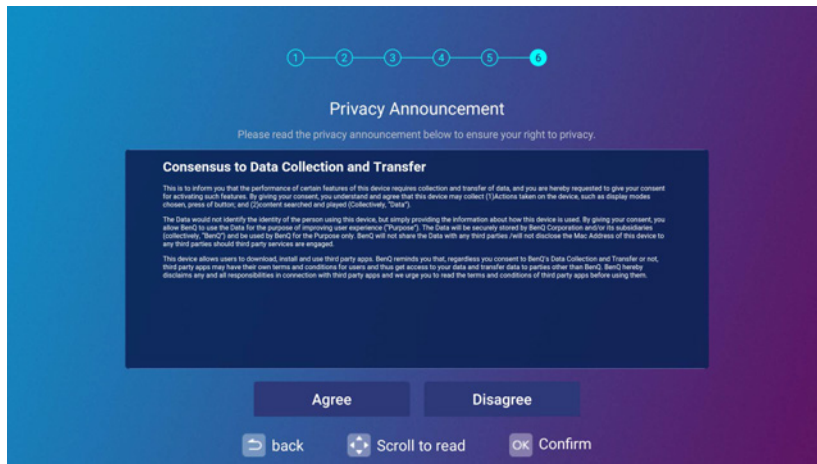 1 2 3 4 5 6
Privacy Announcement
Please read the privacy announcement below to ensure your right to privacy.
Consensus to Data Collection and Transfer
This is to inform you that the performance of certain features of this device requires collection and transfer of data, and you are hereby requested to give your consent
for activating such features. By giving your consent, you understand and agree that this device may collect (1)Actions taken on the device, such as display modes
chosen, press of button; and (2)content searched and played (Collectively, "Data").
The Data would not identify the identity of the person using this device, but simply providing the information about how this device is used. By giving your consent, you
allow BenQ to use the Data for the purpose of improving user experience ("Purpose"). The Data will be securely stored by BenQ Corporation and/or its subsidiaries
(collectively, "BenQ") and be used by BenQ for the Purpose only. BenQ will not share the Data with any third parties /will not disclose the Mac Address of this device to
any third parties should third party services are engaged.
This device allows users to download, install and use third party apps. BenQ reminds you that, regardless you consent to BenQ's Data Collection and Transfer or not,
third party apps may have their own terms and conditions for users and thus get access to your data and transfer data to parties other than BenQ. BenQ hereby
disclaims any and all responsibilities in connection with third party apps and we urge you to read the terms and conditions of third party apps before using them.
Agree Disagree
back Scroll to read OK Confirm